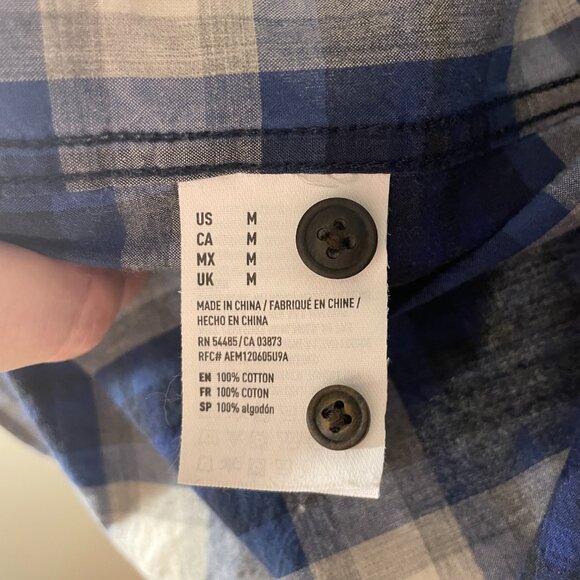 US M
CA M
MX M
UK M
MADE IN CHINA / FABRIQUÉ EN CHINE /
HECHO EN CHINA
RN 54485/CA 03873
RFC# AEM120605U9A
EN 100% COTTON
FR 100% COTON
SP 100% algodón